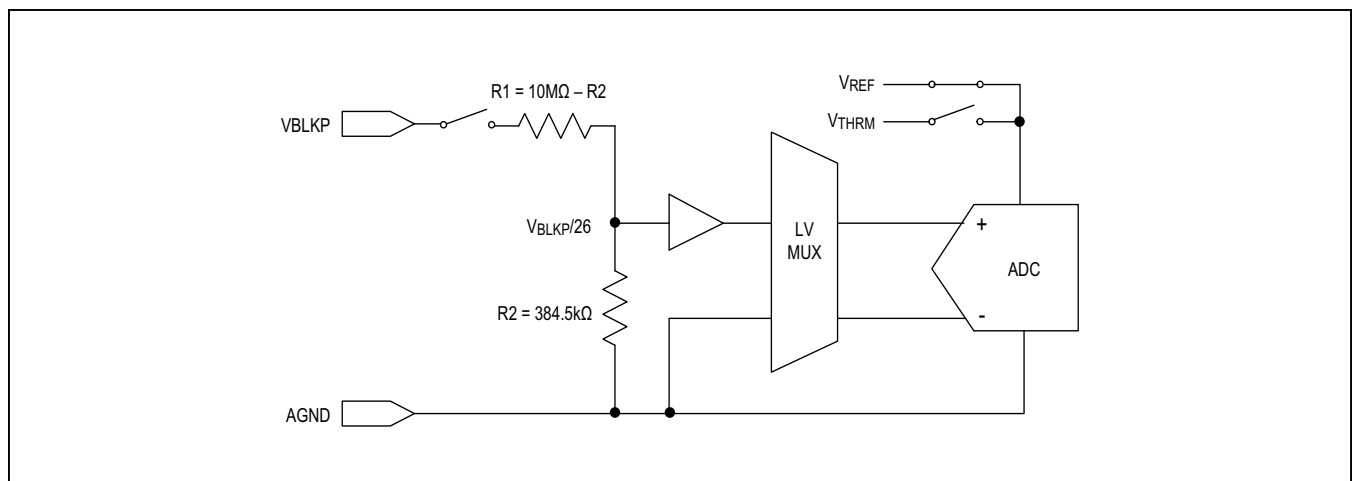 VREF
R1 = 10MΩ – R2
VBLKP
VTHRM
VBLKP/26
LV
MUX
+
ADC
R2 = 384.5kΩ
-
AGND